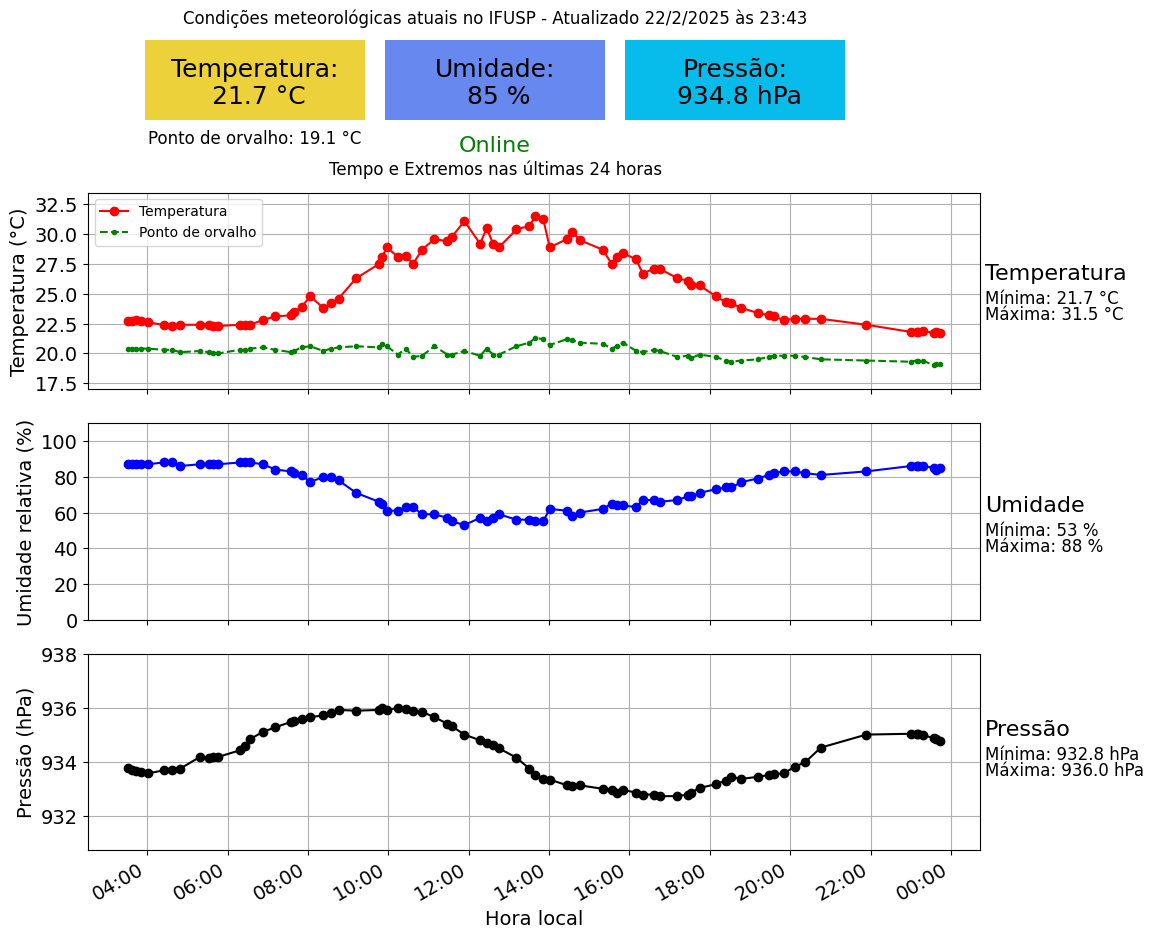 Condições meteorológicas atuais no IFUSP - Atualizado 22/2/2025 às 23:43
Temperatura:
21.7 °C
Umidade:
85 %
Pressão:
934.8 hPa
Ponto de orvalho: 19.1 °C
Online
Tempo e Extremos nas últimas 24 horas
Temperatura (°C)
32.5
30.0
27.5
25.0
22.5
20.0
17.5
Temperatura
Ponto de orvalho
Temperatura
Mínima: 21.7 °C
Máxima: 31.5 °C
Umidade relativa (%)
100
80
60
40
20
0
Umidade
Mínima: 53 %
Máxima: 88 %
Pressão (hPa)
938
936
934
932
Pressão
Mínima: 932.8 hPa
Máxima: 936.0 hPa
04:00
06:00
08:00
10:00
12:00
14:00
16:00
18:00
20:00
22:00
00:00
Hora local